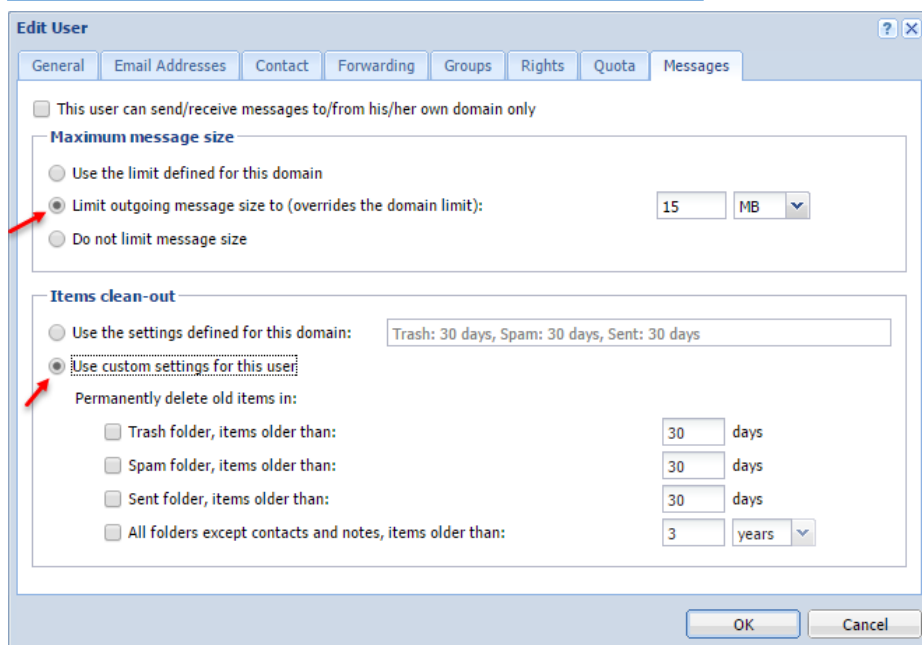 Edit User
General Email Addresses Contact Forwarding Groups Rights Quota Messages
This user can send/receive messages to/from his/her own domain only
Maximum message size
Use the limit defined for this domain
Limit outgoing message size to (overrides the domain limit): 15 MB
Do not limit message size
Items clean-out
Use the settings defined for this domain: Trash: 30 days, Spam: 30 days, Sent: 30 days
Use custom settings for this user
Permanently delete old items in:
Trash folder, items older than: 30 days
Spam folder, items older than: 30 days
Sent folder, items older than: 30 days
All folders except contacts and notes, items older than: 3 years
OK Cancel